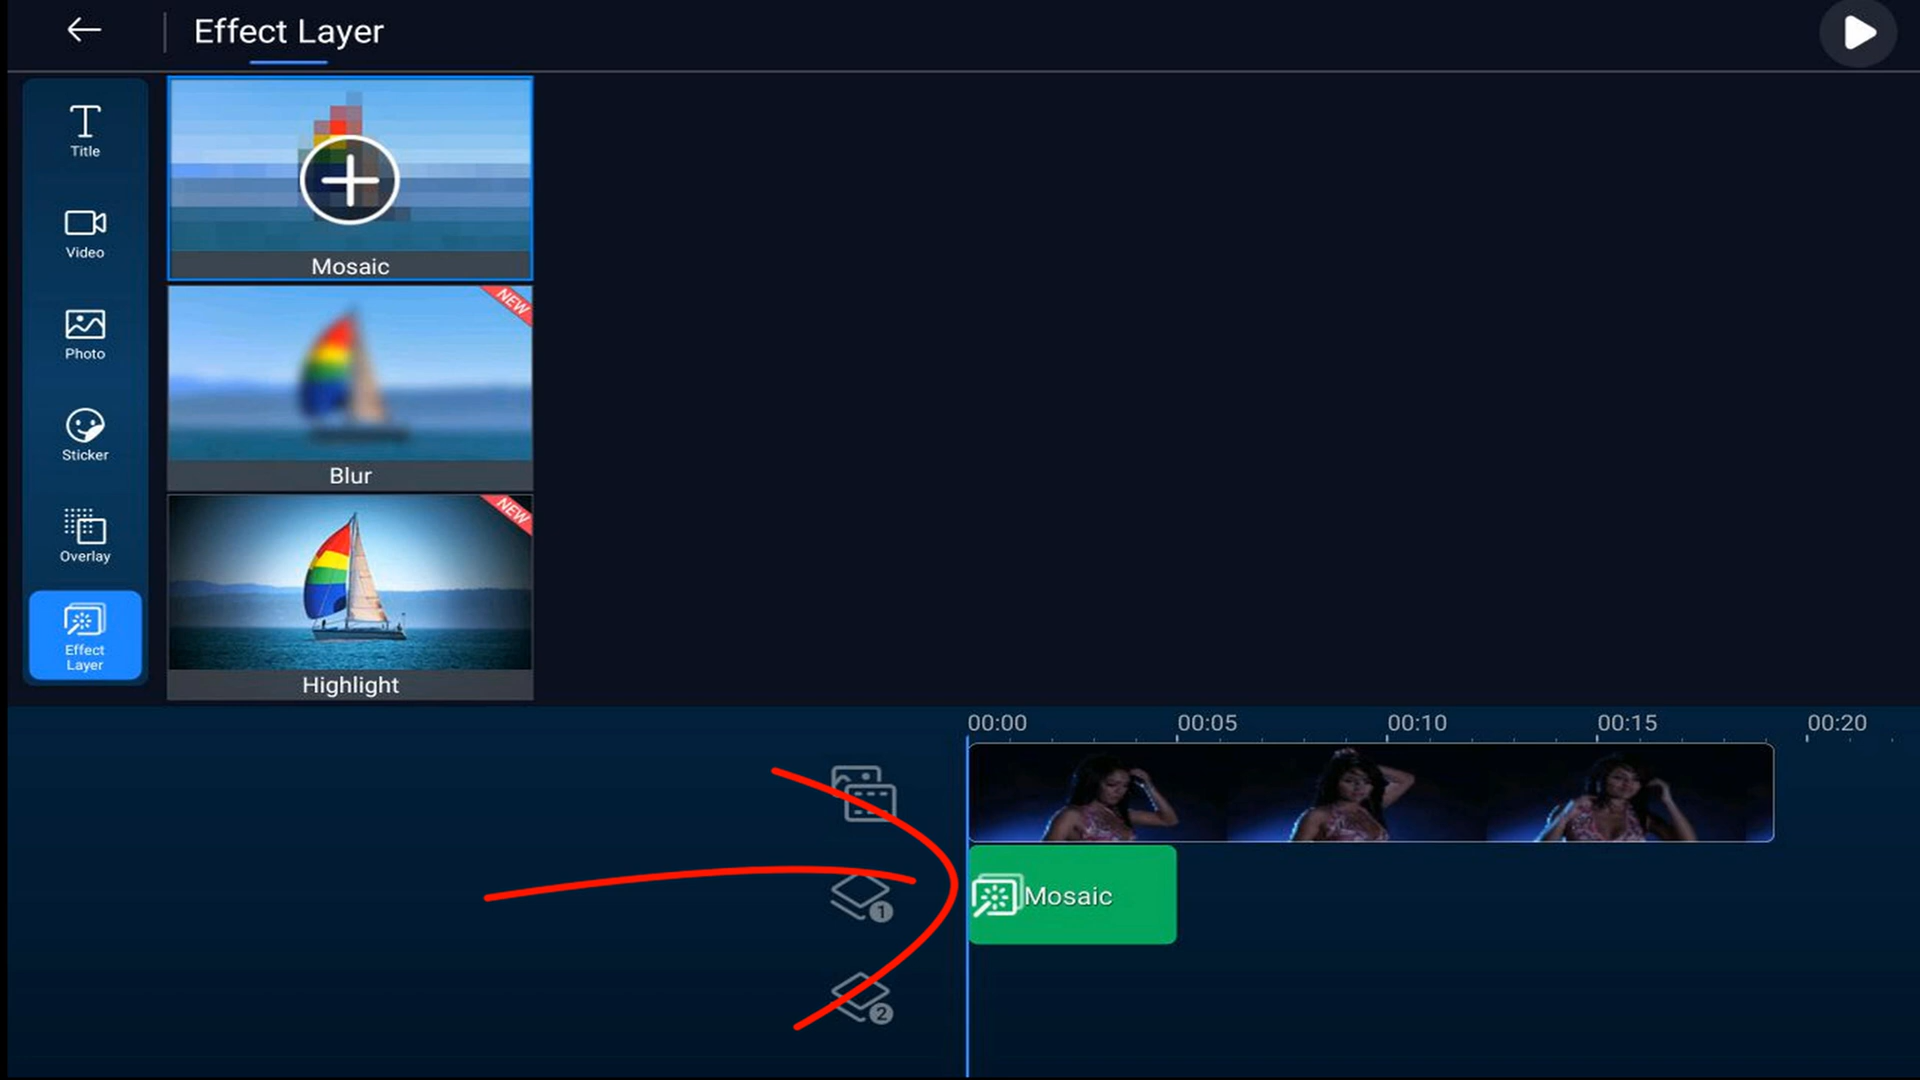 Effect Layer
Title
Video
Photo
Sticker
Overlay
Effect
Layer
Mosaic
NEW
Blur
NEW
Highlight
00:00 00:05 00:10 00:15 00:20
Mosaic
1
2